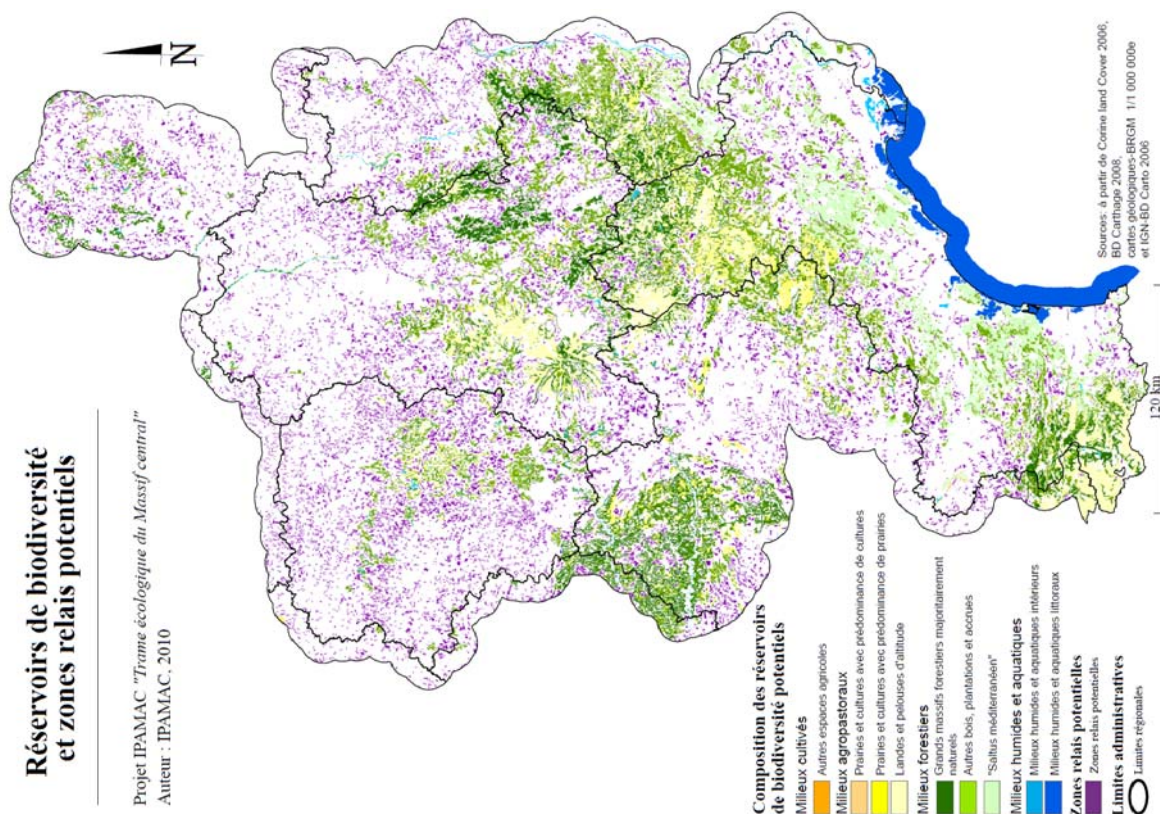 Réservoirs de biodiversité
et zones relais potentiels
Projet IPAMAC "Trame écologique du Massif central"
Auteur : IPAMAC, 2010
N
Composition des réservoirs
de biodiversité potentiels
Milieux cultivés
Autres espaces agricoles
Milieux agropastoraux
Prairies et cultures avec prédominance de cultures
Prairies et cultures avec prédominance de prairies
Landes et pelouses d'altitude
Milieux forestiers
Grands massifs forestiers majoritairement
naturels
Autres bois, plantations et accrues
"Saltus méditerranéen"
Milieux humides et aquatiques
Milieux humides et aquatiques intérieurs
Milieux humides et aquatiques littoraux
Zones relais potentielles
Zones relais potentielles
Limites administratives
Limites régionales
120 km
Sources: à partir de Corine land Cover 2006,
BD Carthage 2008,
cartes géologiques-BRGM 1/1 000 000e
et IGN-BD Carto 2006